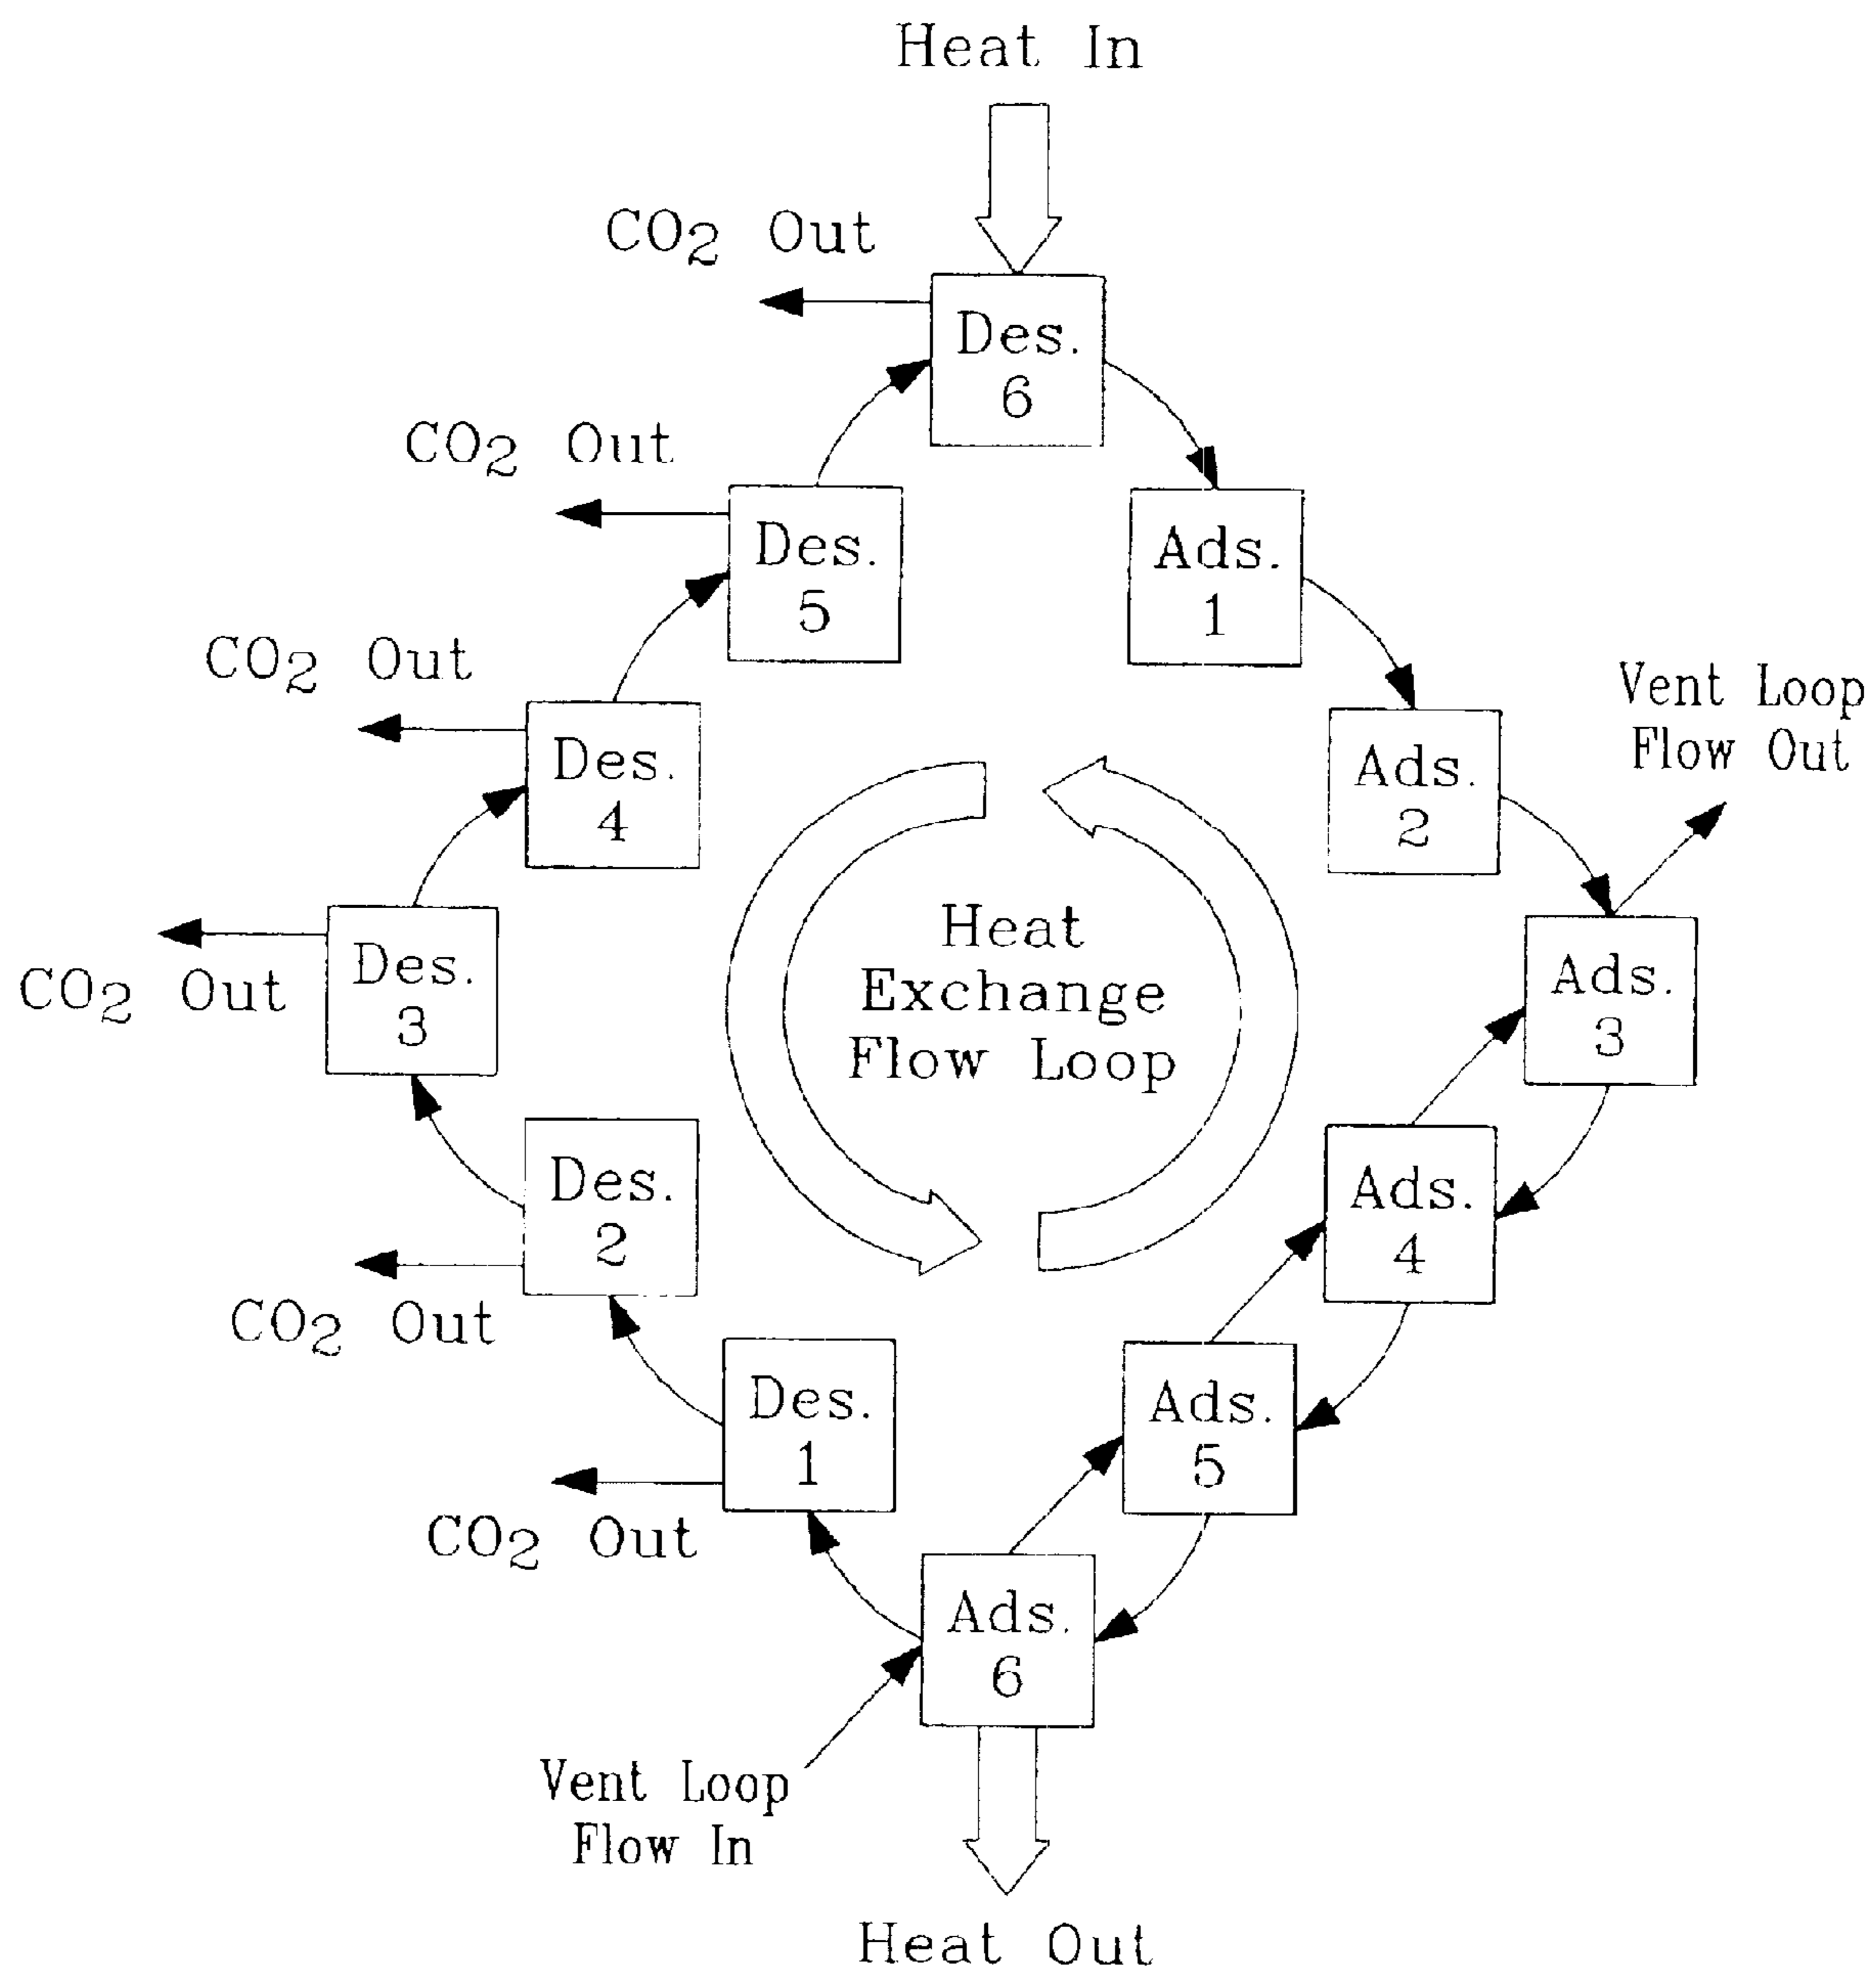 Heat In
CO2 Out
Des.
6
CO2 Out
Des.
5
Ads.
1
CO2 Out
Vent Loop
Flow Out
Des.
4
Ads.
2
Heat
Exchange
Flow Loop
CO2 Out
Des.
3
Ads.
3
Des.
2
Ads.
4
CO2 Out
Des.
1
Ads.
5
CO2 Out
Ads.
6
Vent Loop
Flow In
Heat Out